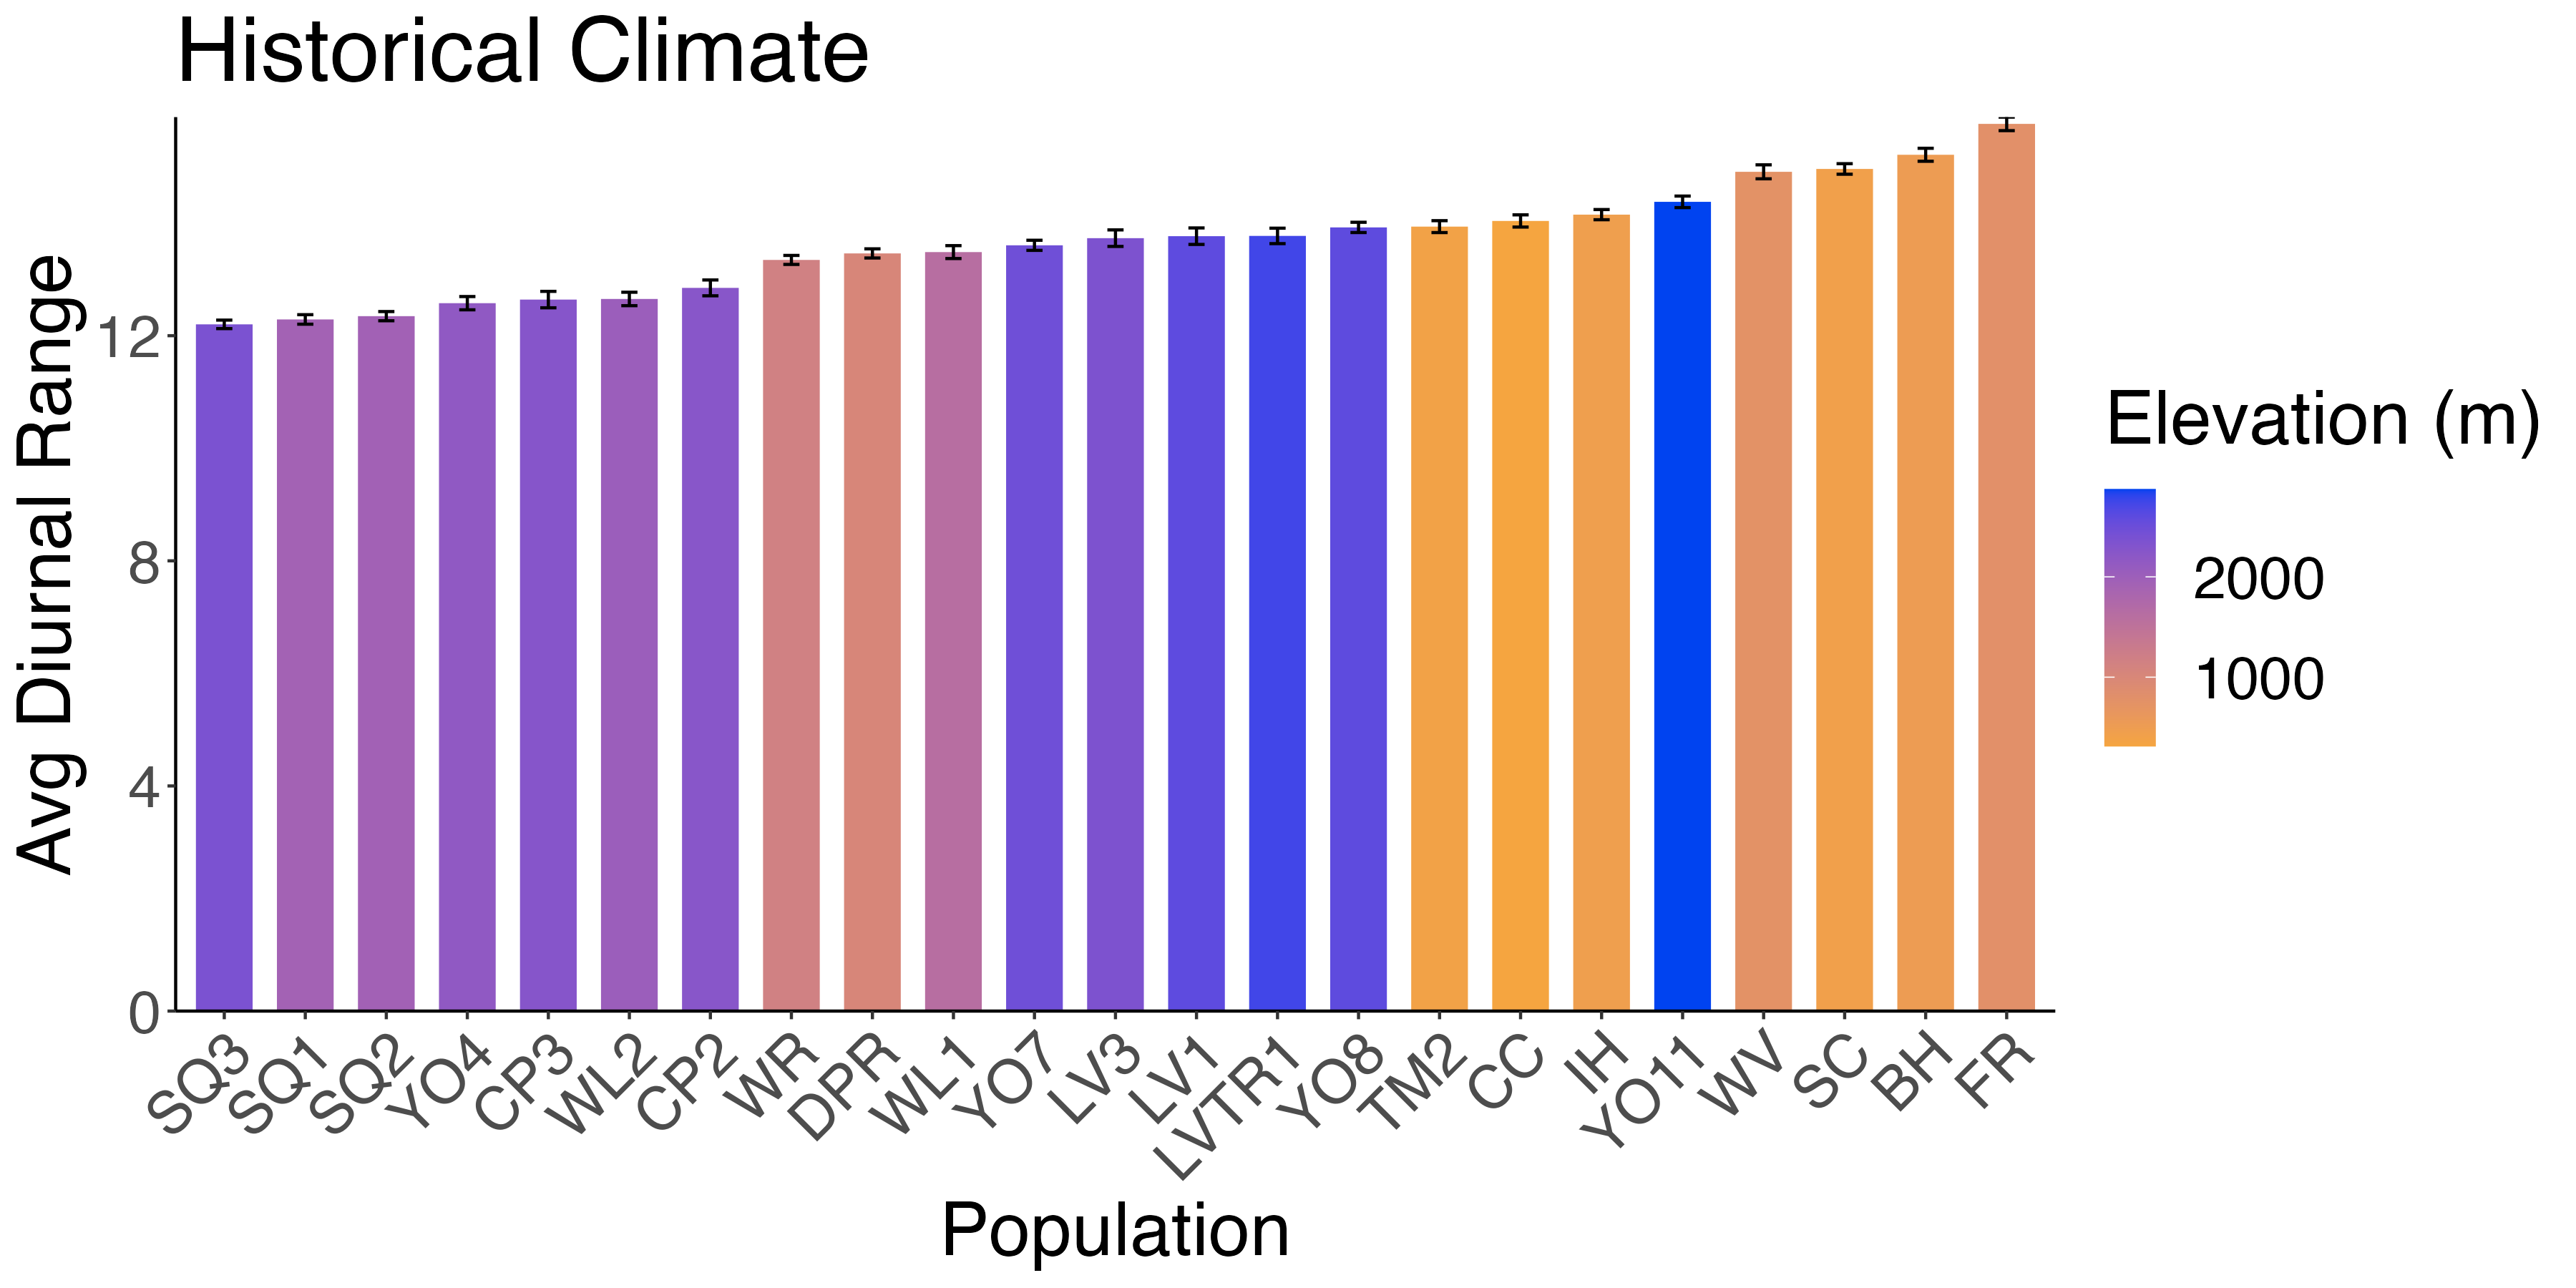 Historical Climate
Avg Diurnal Range
12
8
4
0
SQ3
SQ1
SQ2
YO4
CP3
WL2
CP2
WR
DPR
WL1
YO7
LV3
LV1
LVTR1
YO8
TM2
CC
IH
YO11
WV
SC
BH
FR
Population
Elevation (m)
2000
1000